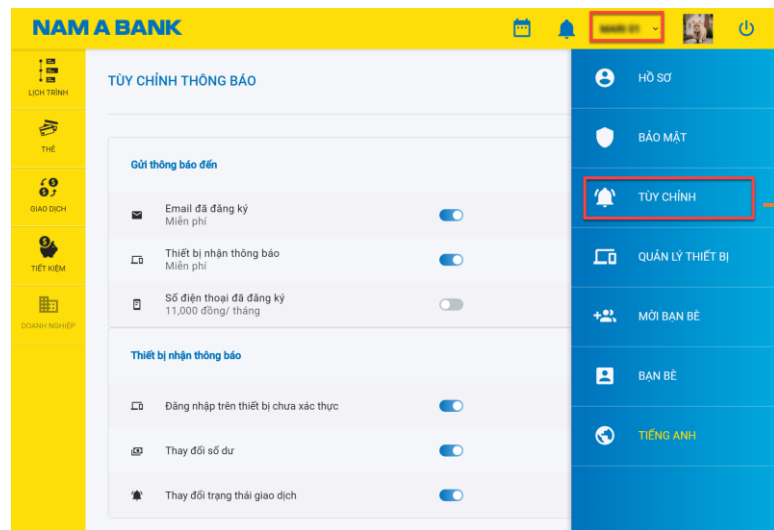 NAM A BANK
LỊCH TRÌNH
THẺ
GIAO DỊCH
TIẾT KIỆM
DOANH NGHIỆP
TÙY CHỈNH THÔNG BÁO
Gửi thông báo đến
Email đã đăng ký
Miễn phí
Thiết bị nhận thông báo
Miễn phí
Số điện thoại đã đăng ký
11,000 đồng/ tháng
Thiết bị nhận thông báo
Đăng nhập trên thiết bị chưa xác thực
Thay đổi số dư
Thay đổi trạng thái giao dịch
HỒ SƠ
BẢO MẬT
TÙY CHỈNH
QUẢN LÝ THIẾT BỊ
MỜI BẠN BÈ
BẠN BÈ
TIẾNG ANH